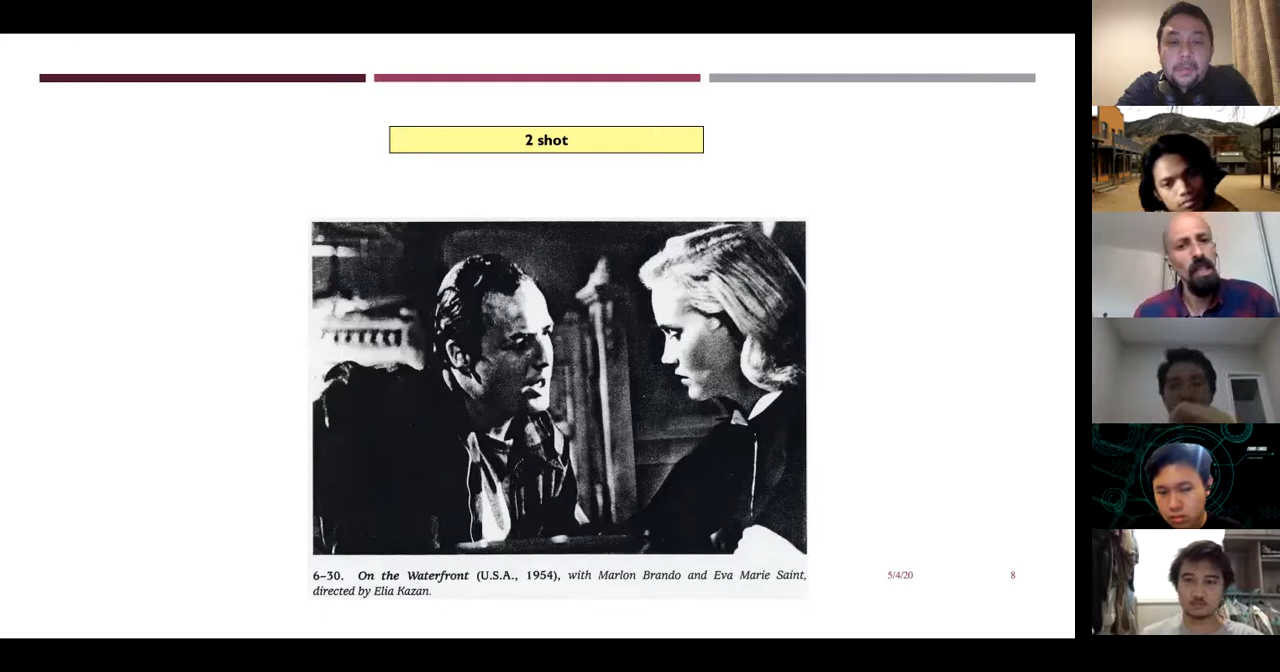 2 shot
6–30. On the Waterfront (U.S.A., 1954), with Marlon Brando and Eva Marie Saint,
directed by Elia Kazan.
5/4/20
8